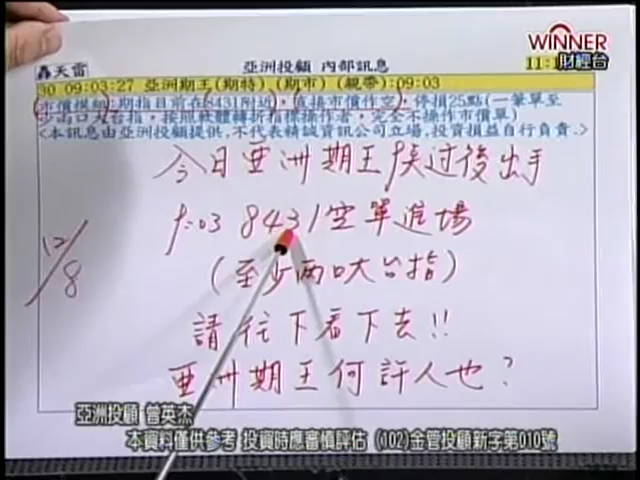 WINNER
財經台
11:1
轟天雷
亞洲投顧 內部訊息
30 09:03:27 亞洲期王(期特) (期市) (親帶):09:03
市價摸頭:期指目前在8431附近,直接市價作空,停損25點(一筆單至
少出口大台指,按照軟體轉折指標操作者,完全不操作市價單)
<本訊息由亞洲投顧提供,不代表精誠資訊公司立場,投資損益自行負責.>
今日亞洲期王 过後出手
9:03 8431空單進場
(至少兩口大台指)
12/8
請往下看下去!!
亞洲期王何許人也?
亞洲投顧 曾英杰
本資料僅供參考 投資時應審慎評估 (102)金管投顧新字第010號